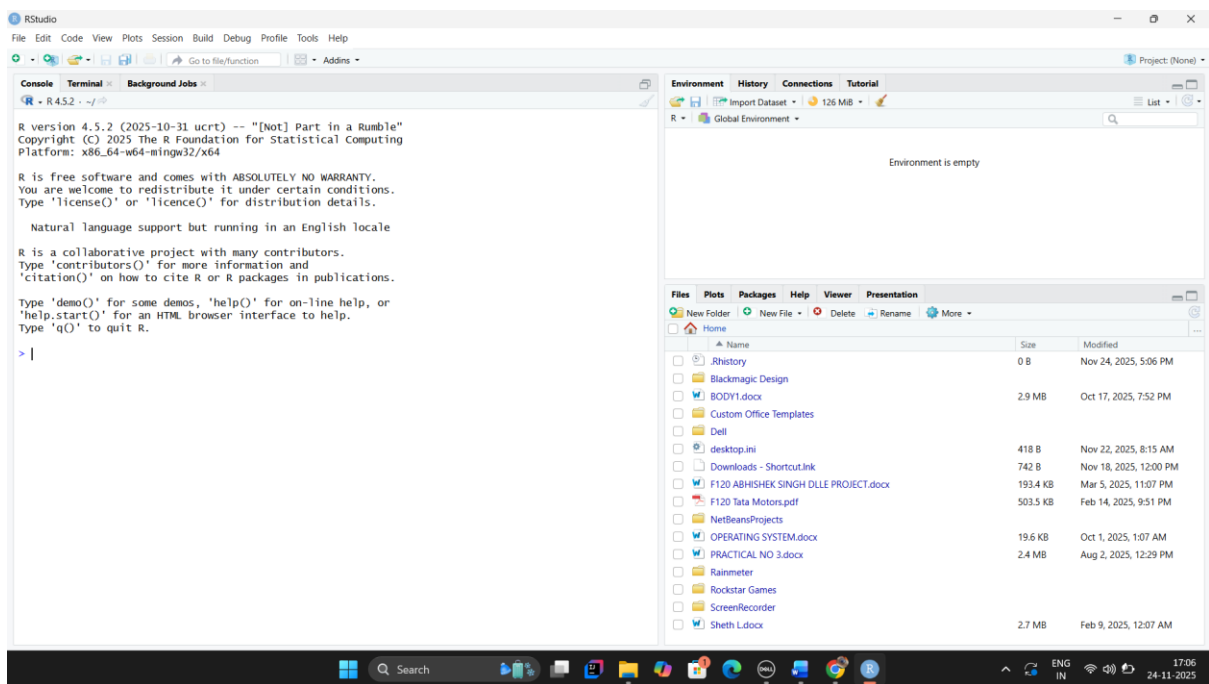 RStudio
File Edit Code View Plots Session Build Debug Profile Tools Help
Go to file/function Addins
Project: (None)
Console Terminal Background Jobs
R 4.5.2 · ~/
R version 4.5.2 (2025-10-31 ucrt) -- "[Not] Part in a Rumble"
Copyright (C) 2025 The R Foundation for Statistical Computing
Platform: x86_64-w64-mingw32/x64
R is free software and comes with ABSOLUTELY NO WARRANTY.
You are welcome to redistribute it under certain conditions.
Type 'license()' or 'licence()' for distribution details.
Natural language support but running in an English locale
R is a collaborative project with many contributors.
Type 'contributors()' for more information and
'citation()' on how to cite R or R packages in publications.
Type 'demo()' for some demos, 'help()' for on-line help, or
'help.start()' for an HTML browser interface to help.
Type 'q()' to quit R.
>
Environment History Connections Tutorial
Import Dataset 126 MiB List
R Global Environment
Environment is empty
Files Plots Packages Help Viewer Presentation
New Folder New File Delete Rename More
Home ...
Name Size Modified
.Rhistory 0 B Nov 24, 2025, 5:06 PM
Blackmagic Design
BODY1.docx 2.9 MB Oct 17, 2025, 7:52 PM
Custom Office Templates
Dell
desktop.ini 418 B Nov 22, 2025, 8:15 AM
Downloads - Shortcut.lnk 742 B Nov 18, 2025, 12:00 PM
F120 ABHISHEK SINGH DLLE PROJECT.docx 193.4 KB Mar 5, 2025, 11:07 PM
F120 Tata Motors.pdf 503.5 KB Feb 14, 2025, 9:51 PM
NetBeansProjects
OPERATING SYSTEM.docx 19.6 KB Oct 1, 2025, 1:07 AM
PRACTICAL NO 3.docx 2.4 MB Aug 2, 2025, 12:29 PM
Rainmeter
Rockstar Games
ScreenRecorder
Sheth L.docx 2.7 MB Feb 9, 2025, 12:07 AM
Search
ENG 17:06
IN 24-11-2025